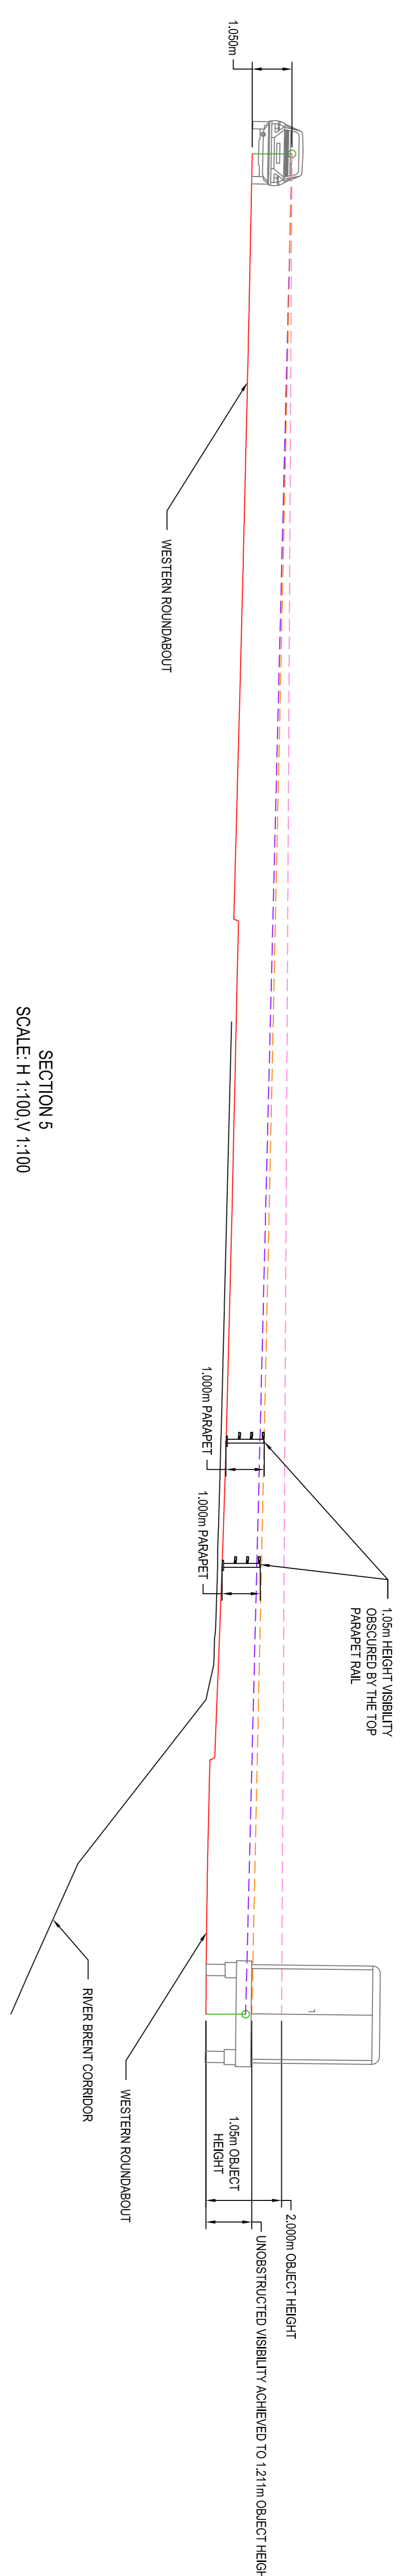 1.050m
WESTERN ROUNDABOUT
SECTION 5
SCALE: H 1:100,V 1:100
1.000m PARAPET
1.000m PARAPET
1.05m HEIGHT VISIBILITY
OBSCURED BY THE TOP
PARAPET RAIL
RIVER BRENT CORRIDOR
WESTERN ROUNDABOUT
1.05m OBJECT
HEIGHT
2.000m OBJECT HEIGHT
UNOBSTRUCTED VISIBILITY ACHIEVED TO 1.211m OBJECT HEIGH